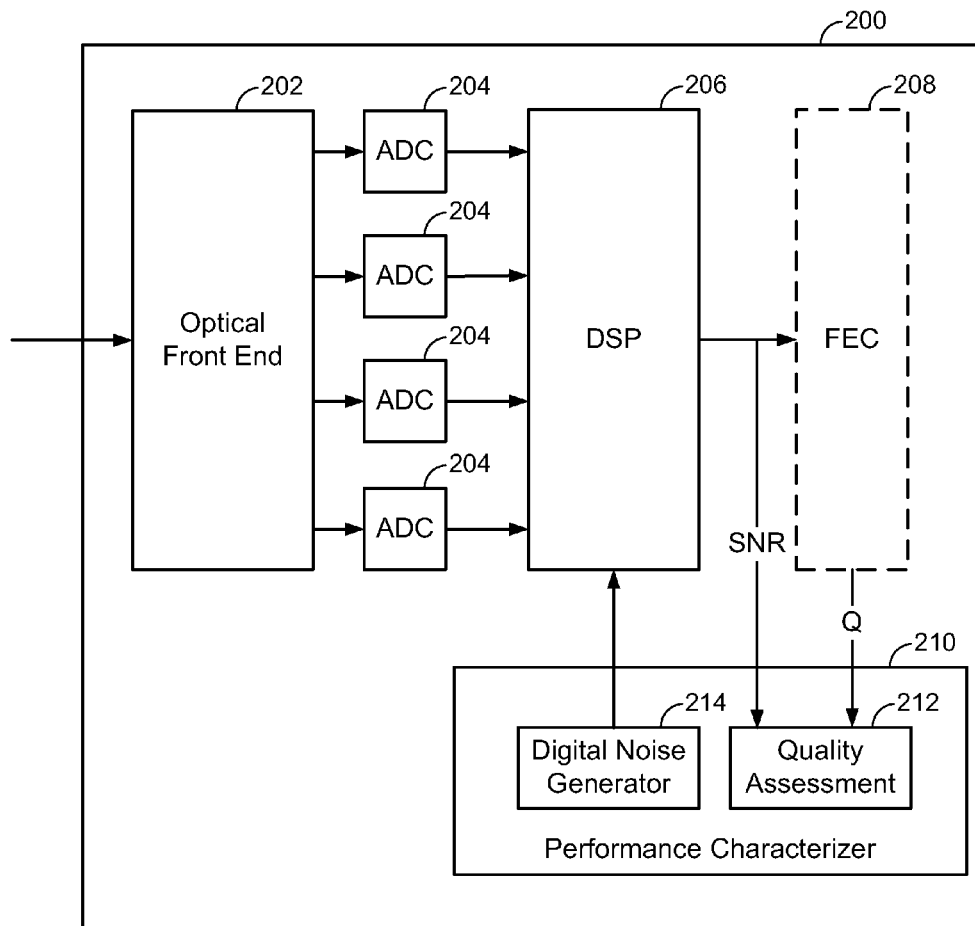 200
202
204
206
208
ADC
204
ADC
Optical
Front End
DSP
FEC
204
ADC
204
ADC
SNR
Q
210
214
212
Digital Noise
Generator
Quality
Assessment
Performance Characterizer